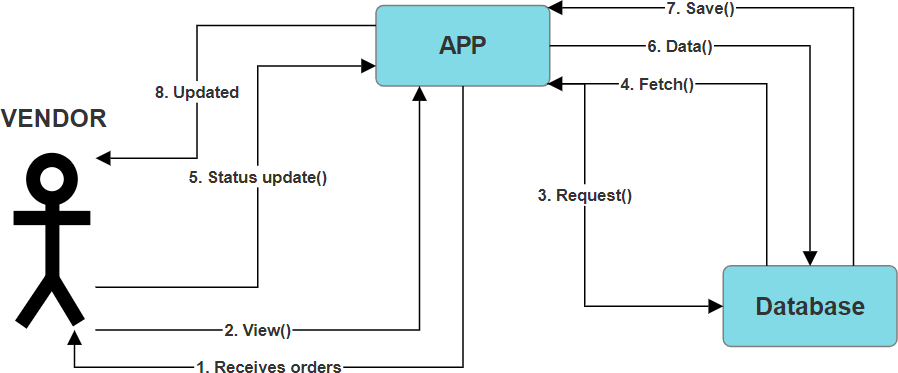 7. Save()
APP
6. Data()
4. Fetch()
8. Updated
VENDOR
5. Status update()
3. Request()
Database
2. View()
1. Receives orders